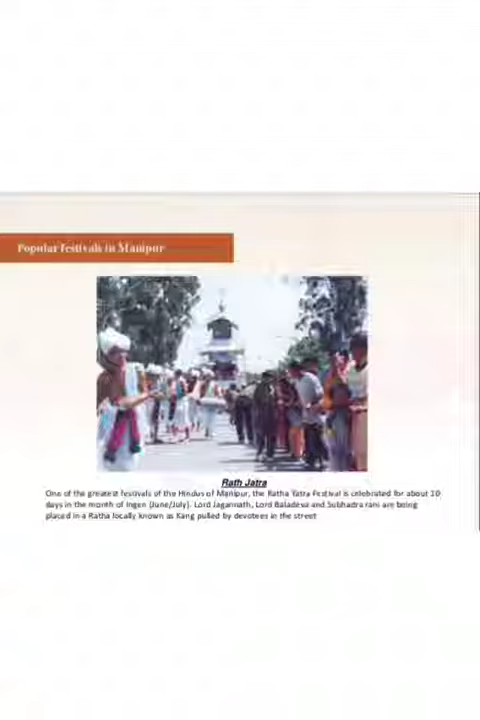 Popular Festivals in Manipur
Rath Jatra
One of the greatest festivals of the Hindus of Manipur, the Ratha Yatra Festival is celebrated for about 10
days in the month of Ingen (June/July). Lord Jagannath, Lord Baladeva and Subhadra rani are being
placed in a Ratha locally known as Kang pulled by devotees in the street